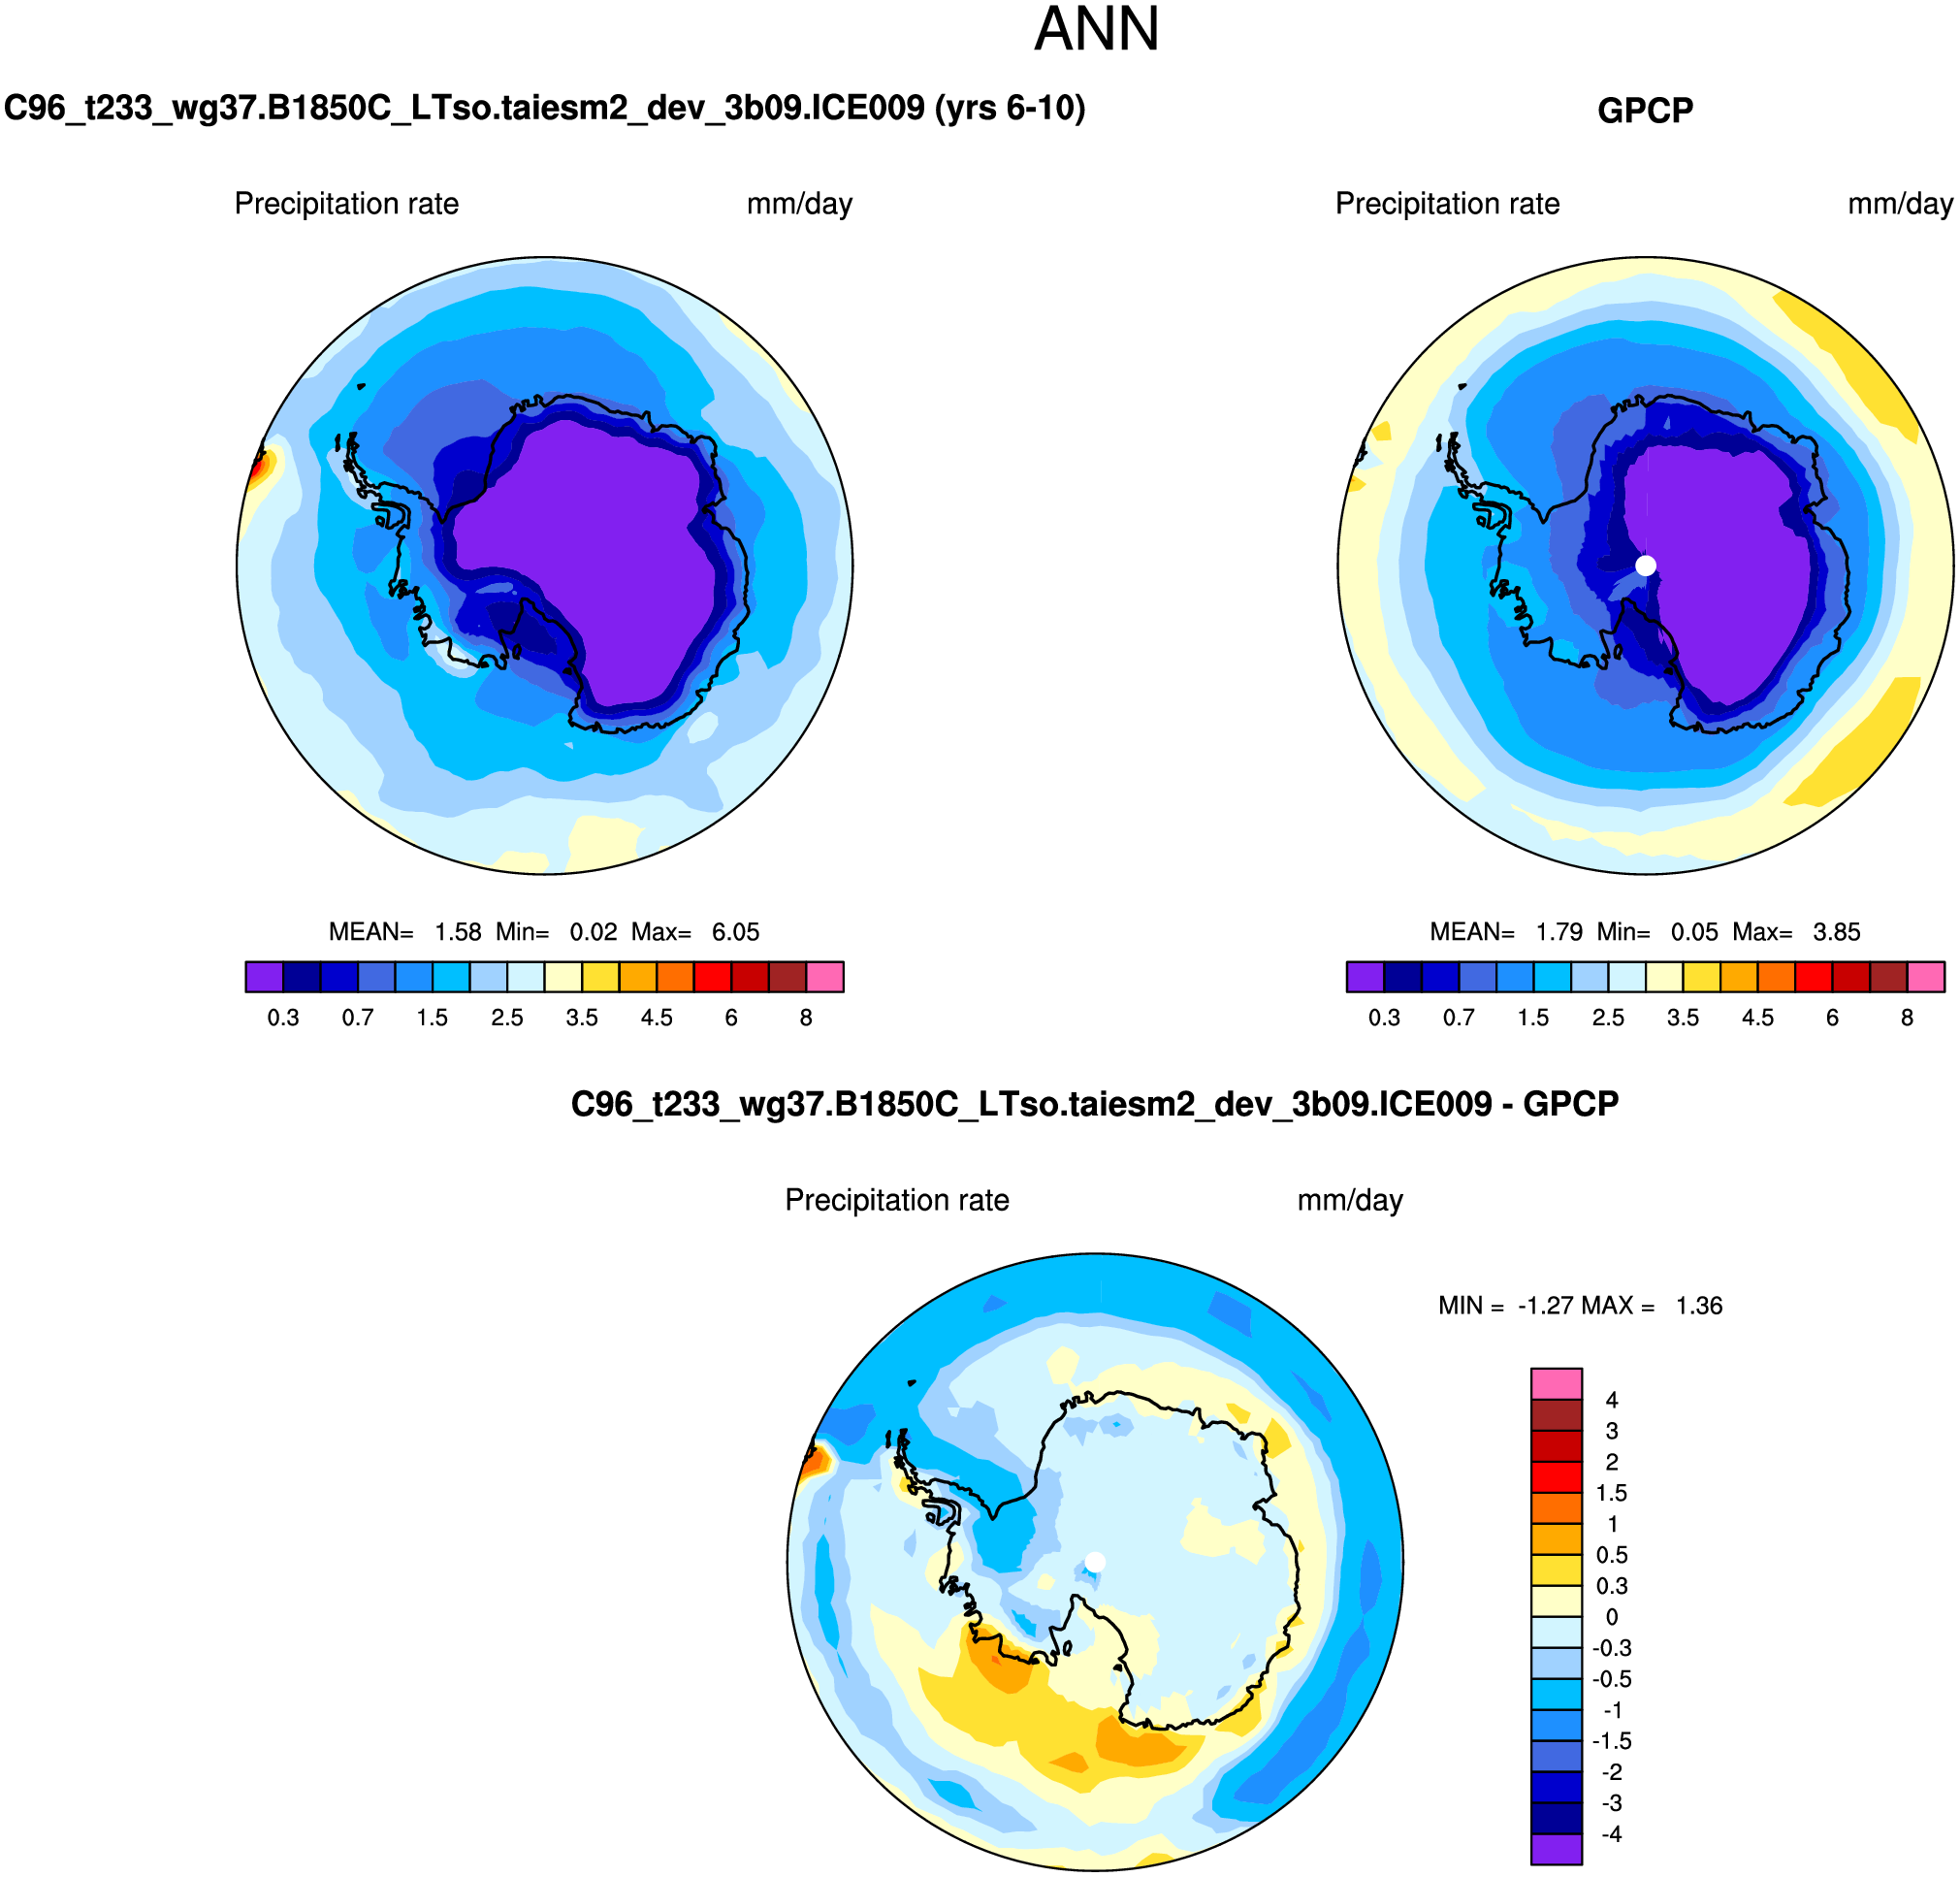 ANN
C96_t233_wg37.B1850C_LTso.taiesm2_dev_3b09.ICE009 (yrs 6-10)
GPCP
Precipitation rate mm/day
Precipitation rate mm/day
MEAN= 1.58 Min= 0.02 Max= 6.05
0.3 0.7 1.5 2.5 3.5 4.5 6 8
MEAN= 1.79 Min= 0.05 Max= 3.85
0.3 0.7 1.5 2.5 3.5 4.5 6 8
C96_t233_wg37.B1850C_LTso.taiesm2_dev_3b09.ICE009 - GPCP
Precipitation rate mm/day
MIN = -1.27 MAX = 1.36
4
3
2
1.5
1
0.5
0.3
0
-0.3
-0.5
-1
-1.5
-2
-3
-4